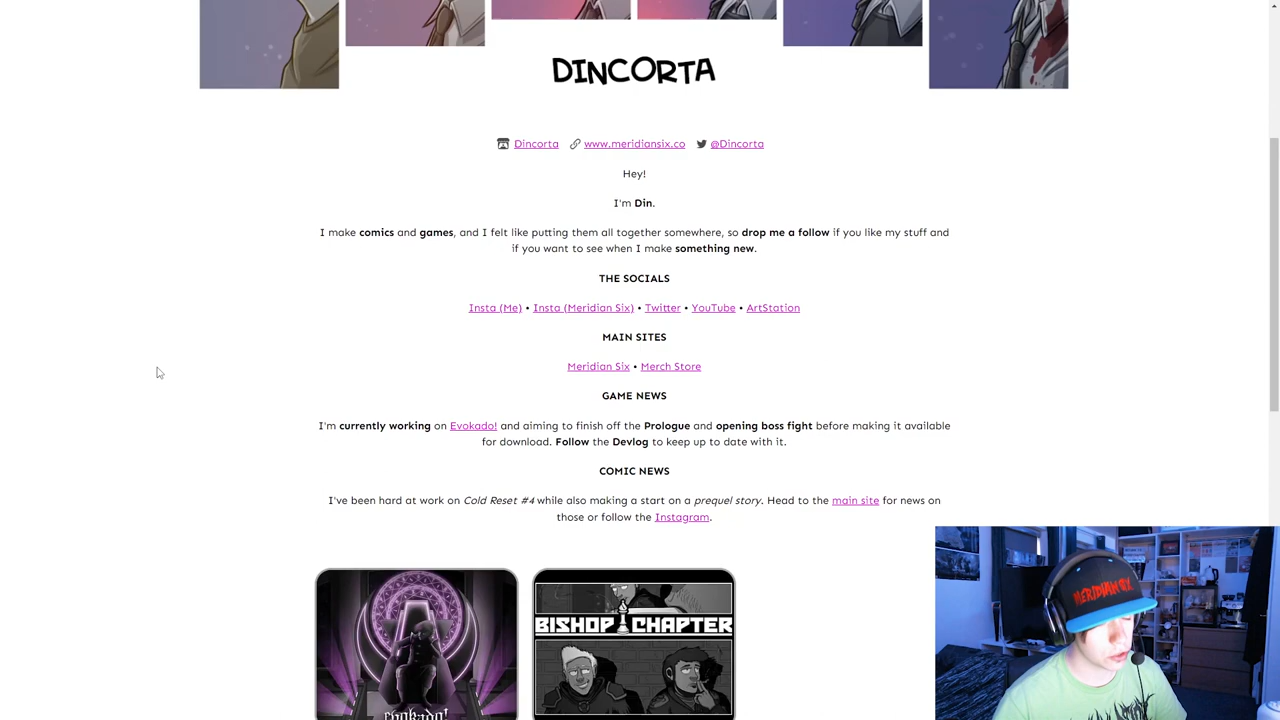 DINCORTA
Dincorta www.meridiansix.co @Dincorta
Hey!
I'm Din.
I make comics and games, and I felt like putting them all together somewhere, so drop me a follow if you like my stuff and
if you want to see when I make something new.
THE SOCIALS
Insta (Me) • Insta (Meridian Six) • Twitter • YouTube • ArtStation
MAIN SITES
Meridian Six • Merch Store
GAME NEWS
I'm currently working on Evokado! and aiming to finish off the Prologue and opening boss fight before making it available
for download. Follow the Devlog to keep up to date with it.
COMIC NEWS
I've been hard at work on Cold Reset #4 while also making a start on a prequel story. Head to the main site for news on
those or follow the Instagram.
evokado!
BISHOP CHAPTER
MERIDIAN SIX